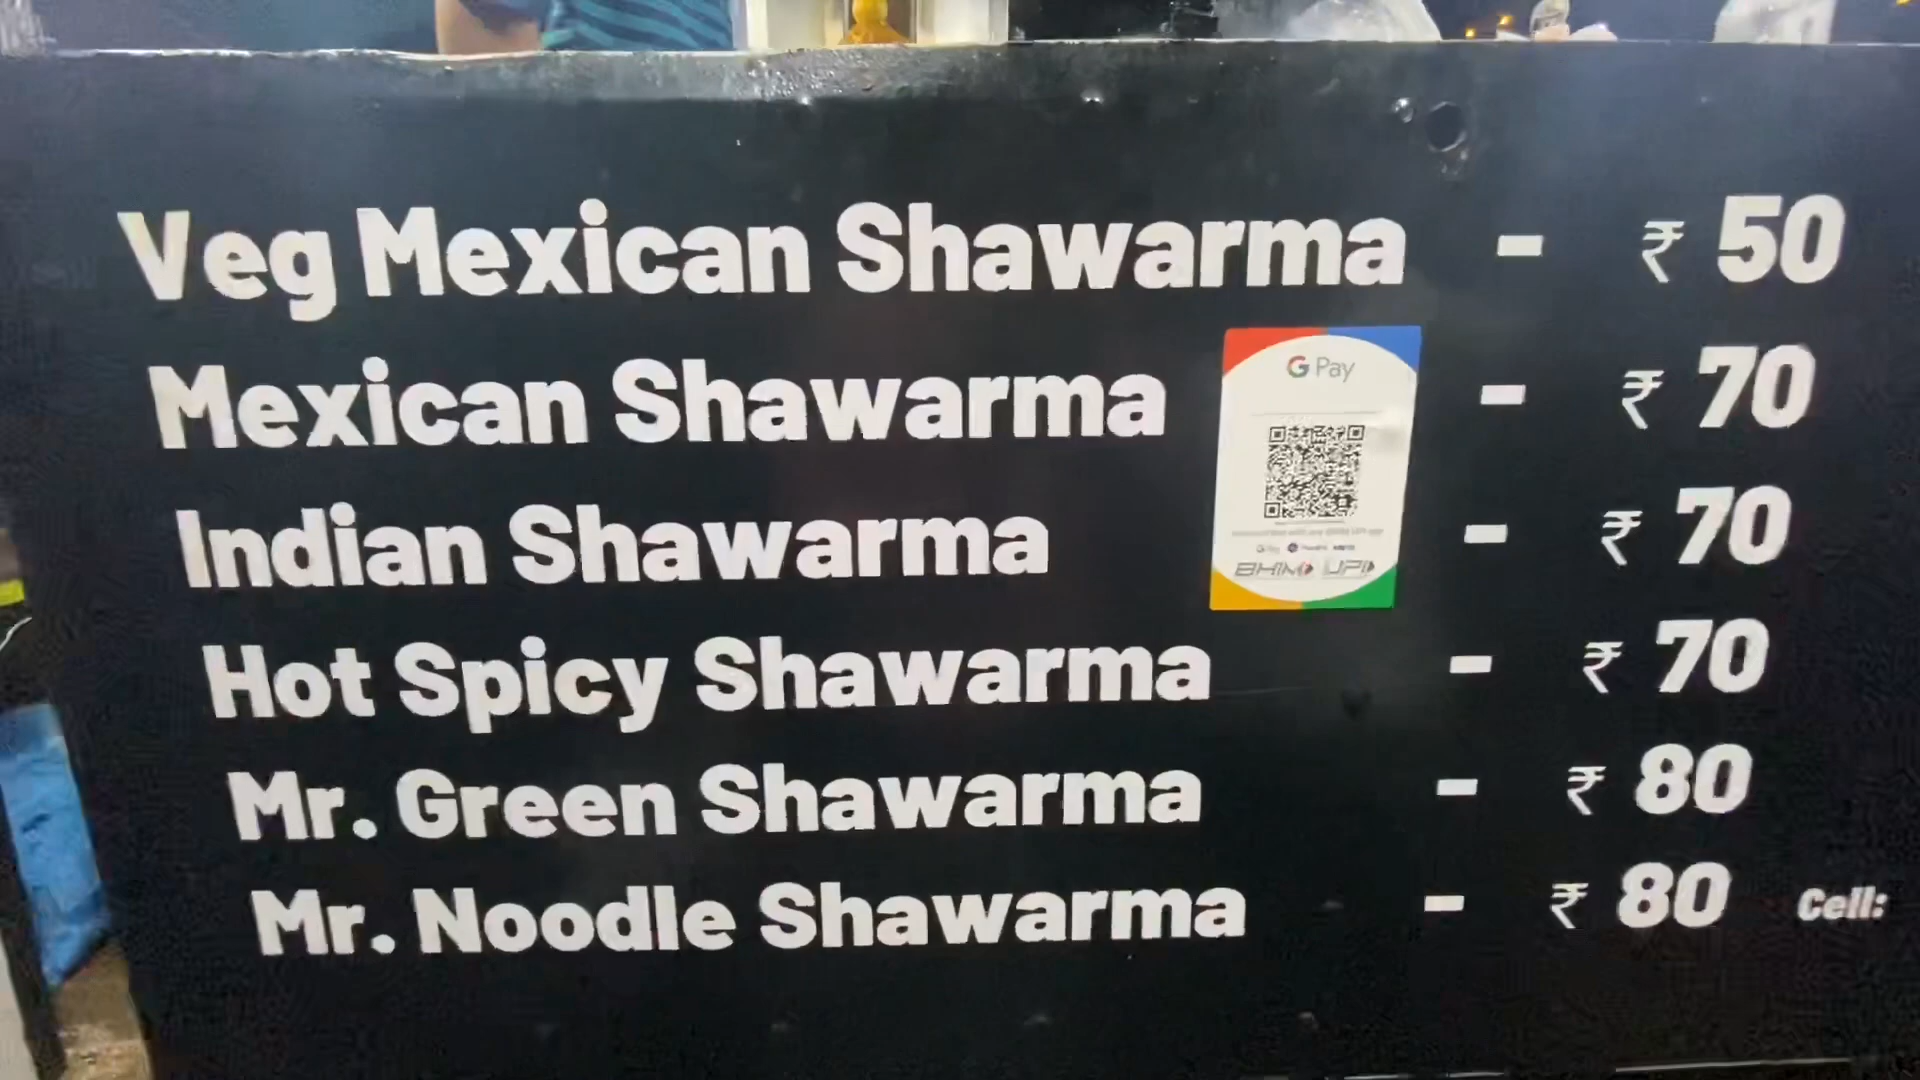 Veg Mexican Shawarma - ₹ 50
Mexican Shawarma - ₹ 70
G Pay
Indian Shawarma - ₹ 70
BHIM UPI
Hot Spicy Shawarma - ₹ 70
Mr. Green Shawarma - ₹ 80
Mr. Noodle Shawarma - ₹ 80 Cell: